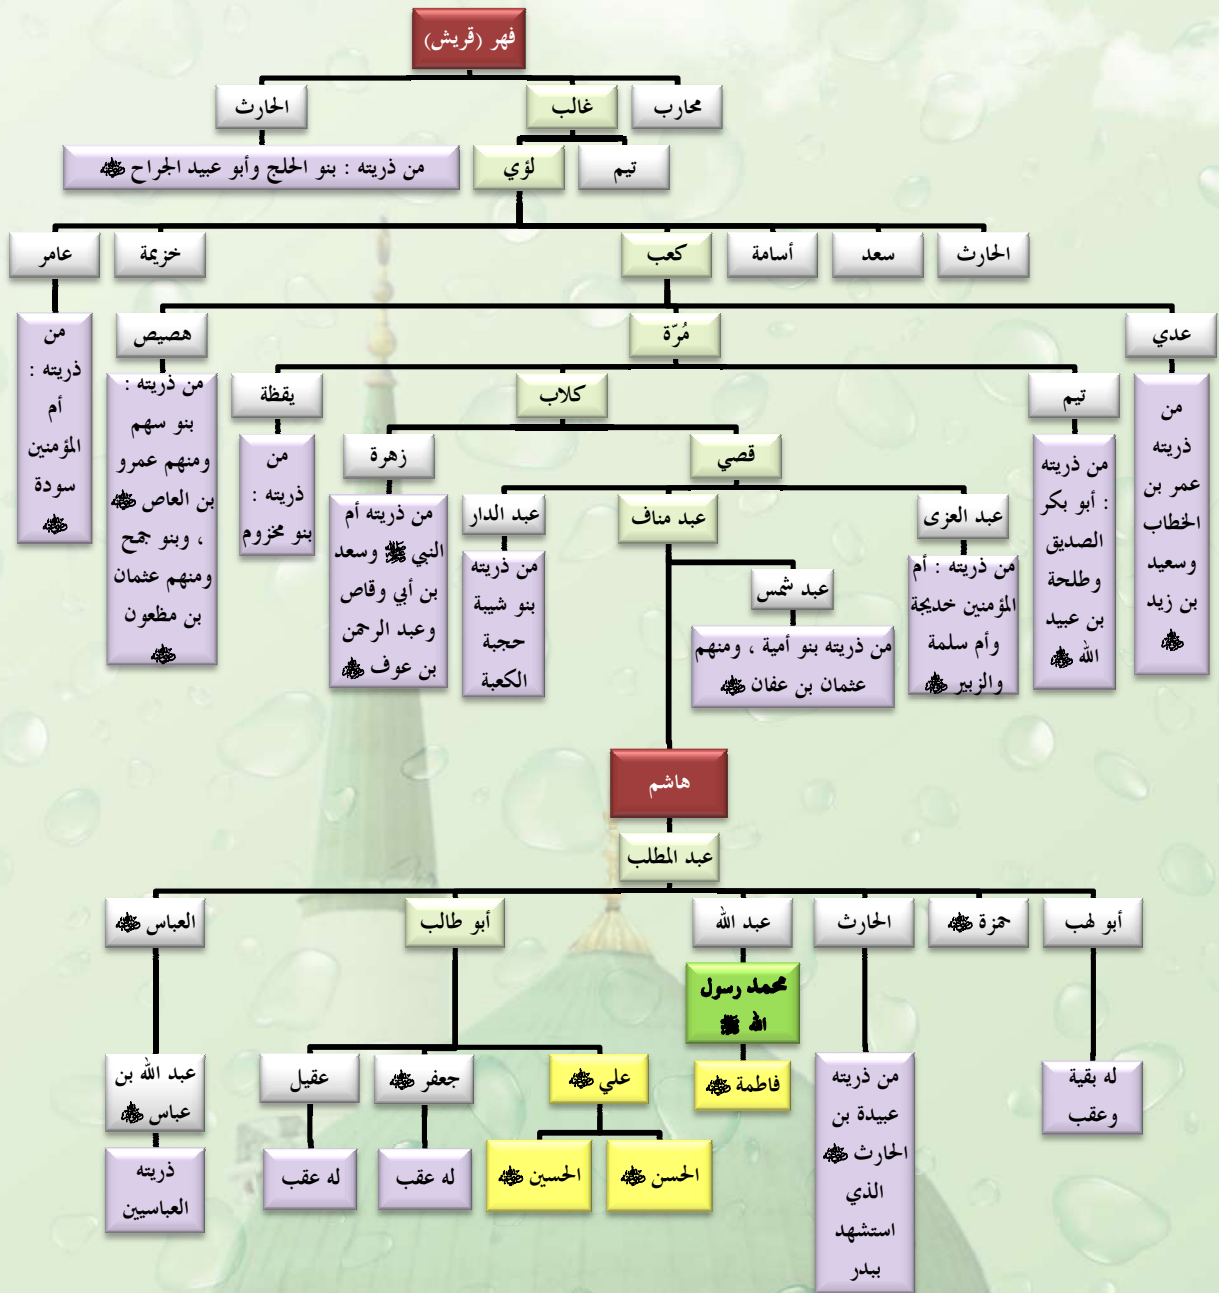 فهر (قريش)
محارب
غالب
الحارث
تيم
لؤي
من ذريته : بنو الحلج وأبو عبيد الجراح ﷺ
الحارث
سعد
أسامة
كعب
خزيمة
عامر
عدي
مُرّة
هصيص
من
ذريته :
أم
المؤمنين
سودة
تيم
كلاب
يقظة
من
ذريته
عمر بن
الخطاب
وسعيد
بن زيد
من ذريته :
بنو سهم
ومنهم عمرو
بن العاص
، وبنو جمح
ومنهم عثمان
بن مظعون
قصي
زهرة
من ذريته
: أبو بكر
الصديق
وطلحة
بن عبيد
الله
من
ذريته :
بنو مخزوم
عبد العزى
عبد مناف
عبد الدار
من ذريته أم
النبي ﷺ وسعد
بن أبي وقاص
وعبد الرحمن
بن عوف
من ذريته : أم
المؤمنين خديجة
وأم سلمة
والزبير
عبد شمس
من ذريته
بنو شيبة
حجبة
الكعبة
من ذريته بنو أمية ، ومنهم
عثمان بن عفان
هاشم
عبد المطلب
أبو لهب
حمزة
الحارث
عبد الله
أبو طالب
العباس
محمد رسول
الله ﷺ
له بقية
وعقب
من ذريته
عبيدة بن
الحارث
الذي
استشهد
ببدر
فاطمة
علي
جعفر
عقيل
عبد الله بن
عباس
الحسن
الحسين
له عقب
له عقب
ذريته
العباسيين